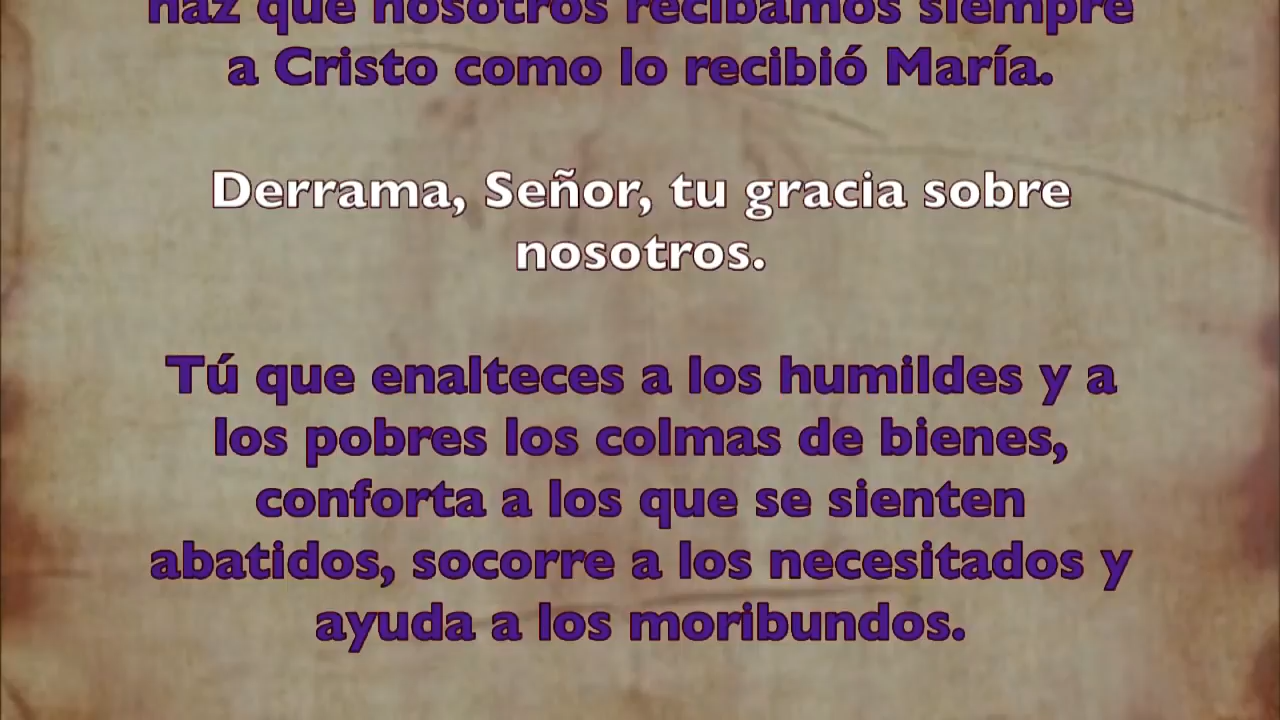 haz que nosotros recibamos siempre
a Cristo como lo recibió María.
Derrama, Señor, tu gracia sobre
nosotros.
Tú que enalteces a los humildes y a
los pobres los colmas de bienes,
conforta a los que se sienten
abatidos, socorre a los necesitados y
ayuda a los moribundos.